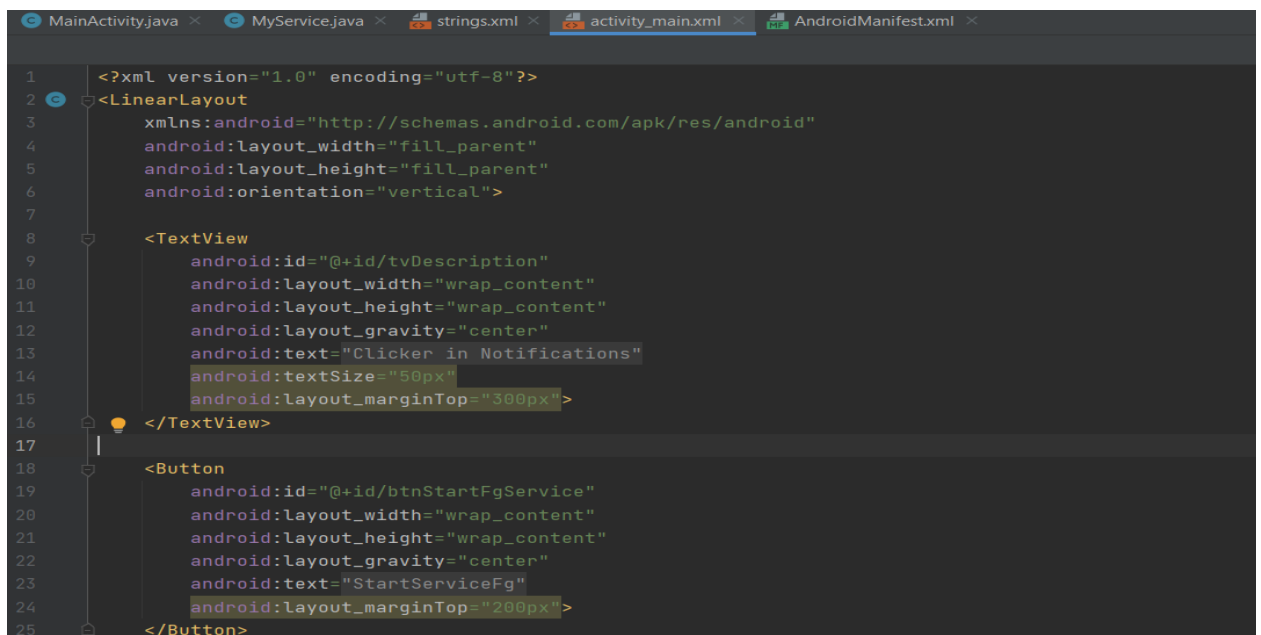 MainActivity.java × MyService.java × strings.xml × activity_main.xml × AndroidManifest.xml ×
1 <?xml version="1.0" encoding="utf-8"?>
2 <LinearLayout
3 xmlns:android="http://schemas.android.com/apk/res/android"
4 android:layout_width="fill_parent"
5 android:layout_height="fill_parent"
6 android:orientation="vertical">
7
8 <TextView
9 android:id="@+id/tvDescription"
10 android:layout_width="wrap_content"
11 android:layout_height="wrap_content"
12 android:layout_gravity="center"
13 android:text="Clicker in Notifications"
14 android:textSize="50px"
15 android:layout_marginTop="300px">
16 </TextView>
17
18 <Button
19 android:id="@+id/btnStartFgService"
20 android:layout_width="wrap_content"
21 android:layout_height="wrap_content"
22 android:layout_gravity="center"
23 android:text="StartServiceFg"
24 android:layout_marginTop="200px">
25 </Button>